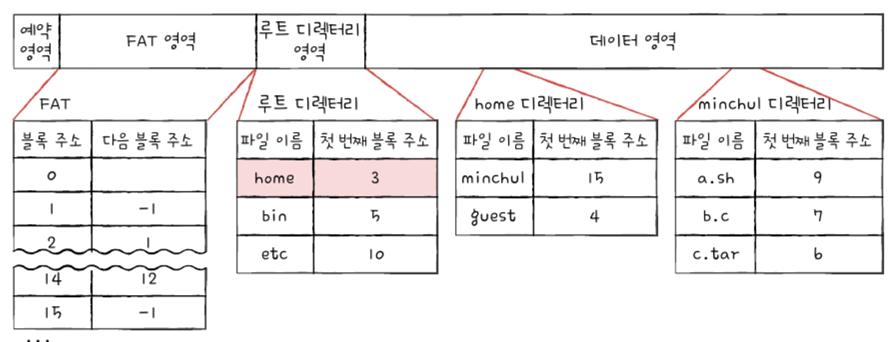 예약 영역
FAT 영역
루트 디렉터리 영역
데이터 영역
FAT
블록 주소 다음 블록 주소
0
1 -1
2 1
14 12
15 -1
...
루트 디렉터리
파일 이름 첫 번째 블록 주소
home 3
bin 5
etc 10
home 디렉터리
파일 이름 첫 번째 블록 주소
minchul 15
guest 4
minchul 디렉터리
파일 이름 첫 번째 블록 주소
a.sh 9
b.c 7
c.tar 6